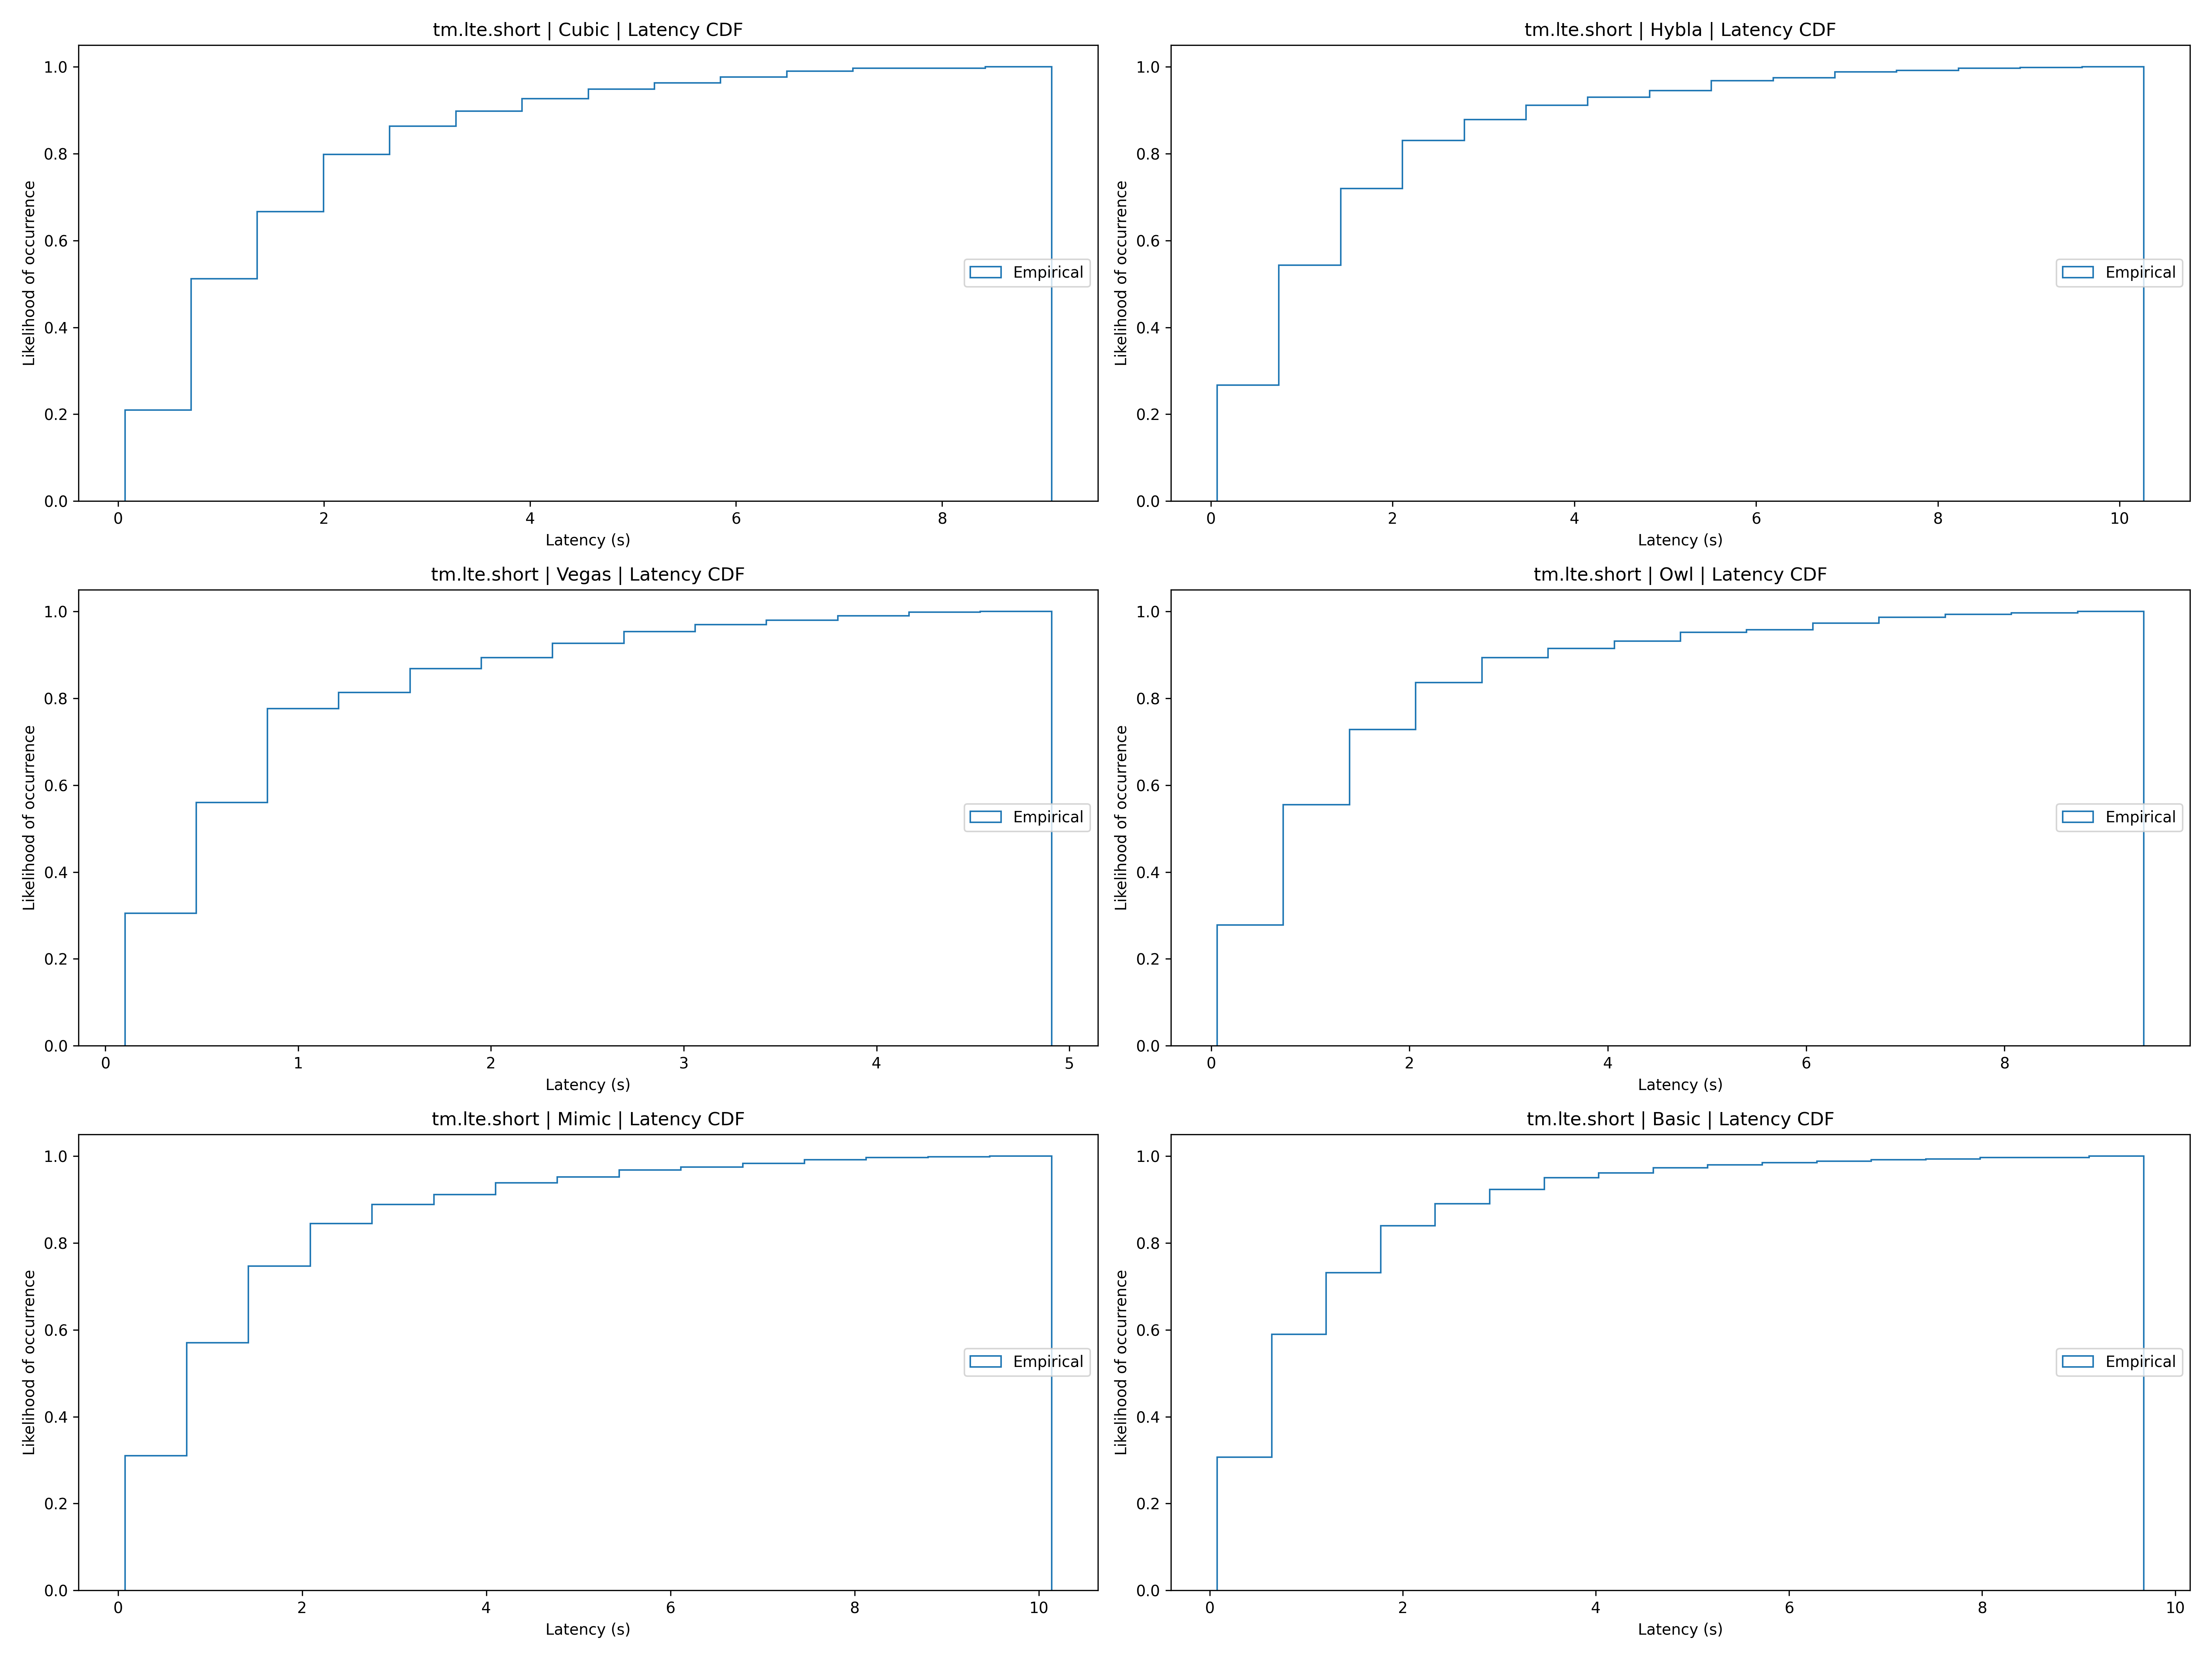 tm.lte.short | Cubic | Latency CDF
1.0
0.8
0.6
0.4
0.2
0.0
Likelihood of occurrence
Empirical
0 2 4 6 8
Latency (s)
tm.lte.short | Hybla | Latency CDF
1.0
0.8
0.6
0.4
0.2
0.0
Likelihood of occurrence
Empirical
0 2 4 6 8 10
Latency (s)
tm.lte.short | Vegas | Latency CDF
1.0
0.8
0.6
0.4
0.2
0.0
Likelihood of occurrence
Empirical
0 1 2 3 4 5
Latency (s)
tm.lte.short | Owl | Latency CDF
1.0
0.8
0.6
0.4
0.2
0.0
Likelihood of occurrence
Empirical
0 2 4 6 8
Latency (s)
tm.lte.short | Mimic | Latency CDF
1.0
0.8
0.6
0.4
0.2
0.0
Likelihood of occurrence
Empirical
0 2 4 6 8 10
Latency (s)
tm.lte.short | Basic | Latency CDF
1.0
0.8
0.6
0.4
0.2
0.0
Likelihood of occurrence
Empirical
0 2 4 6 8 10
Latency (s)